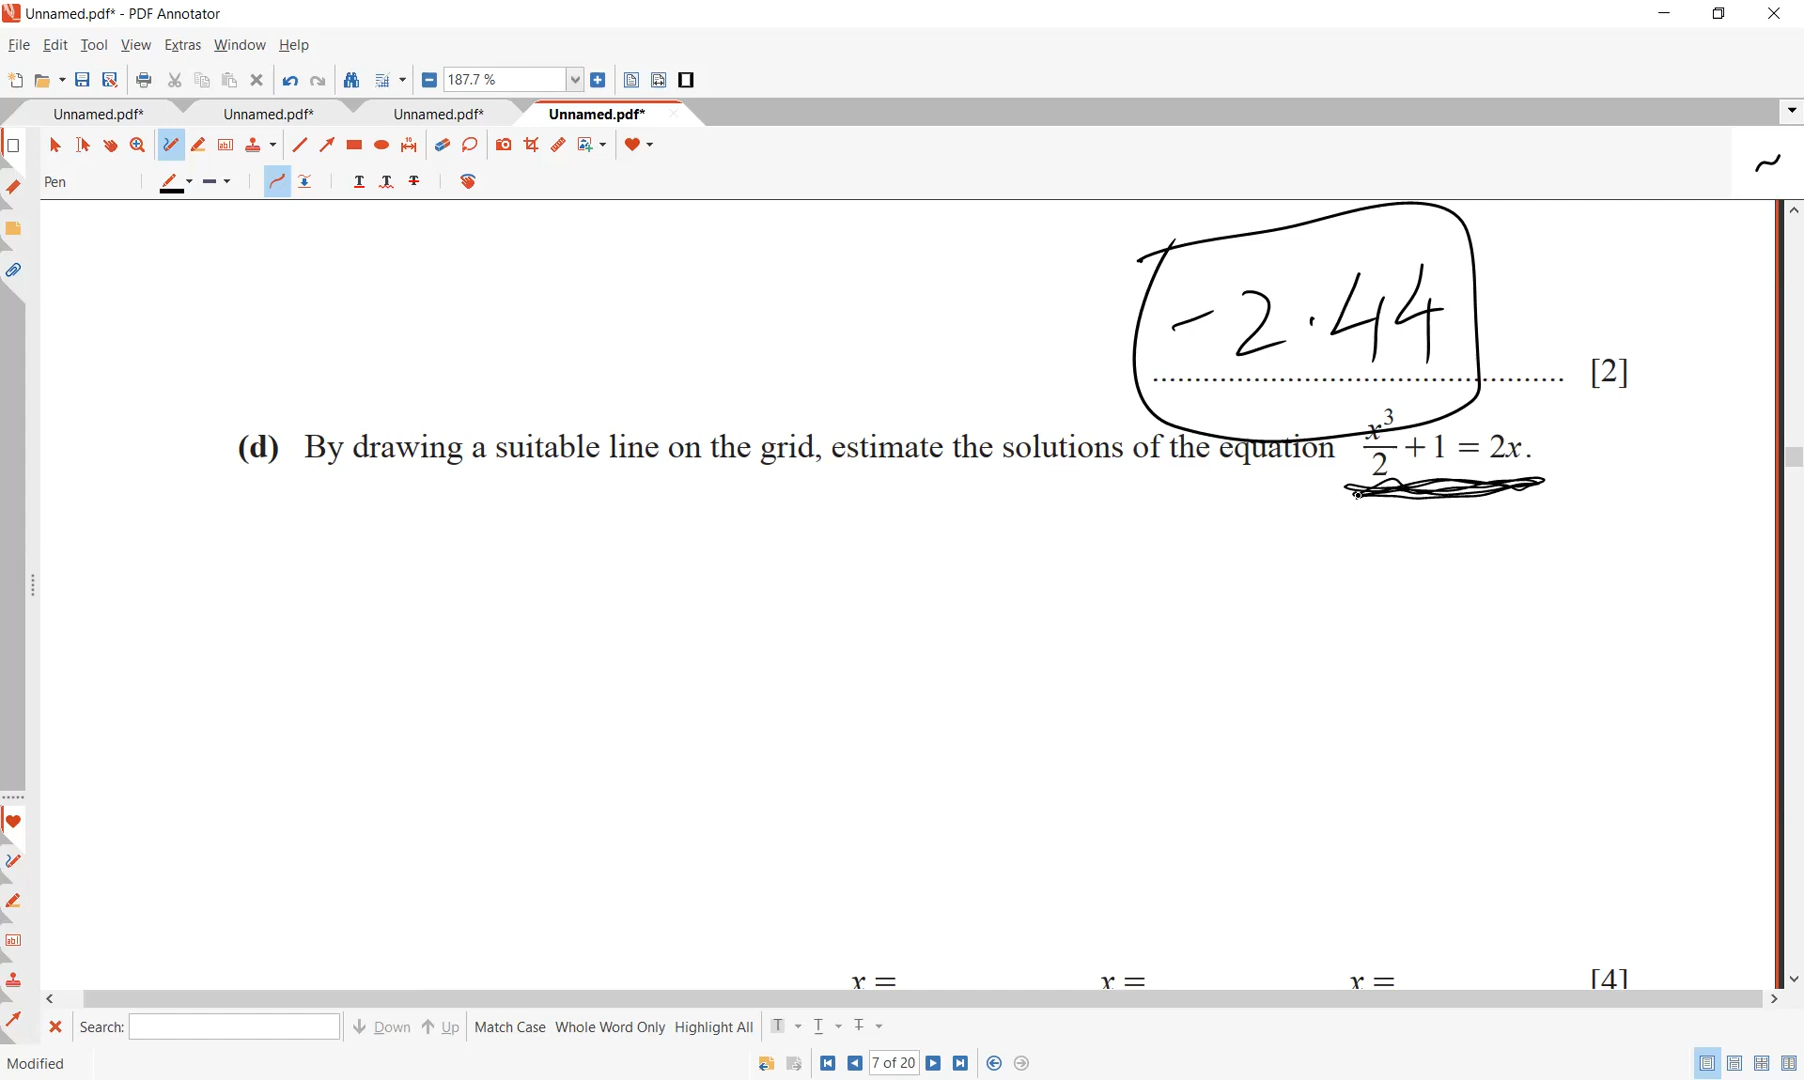 Unnamed.pdf* - PDF Annotator
File Edit Tool View Extras Window Help
187.7 %
Unnamed.pdf* Unnamed.pdf* Unnamed.pdf* Unnamed.pdf*
Pen
-2.44
[2]
(d) By drawing a suitable line on the grid, estimate the solutions of the equation x³/2 + 1 = 2x.
x = x = x = [4]
Search: Down Up Match Case Whole Word Only Highlight All
Modified 7 of 20